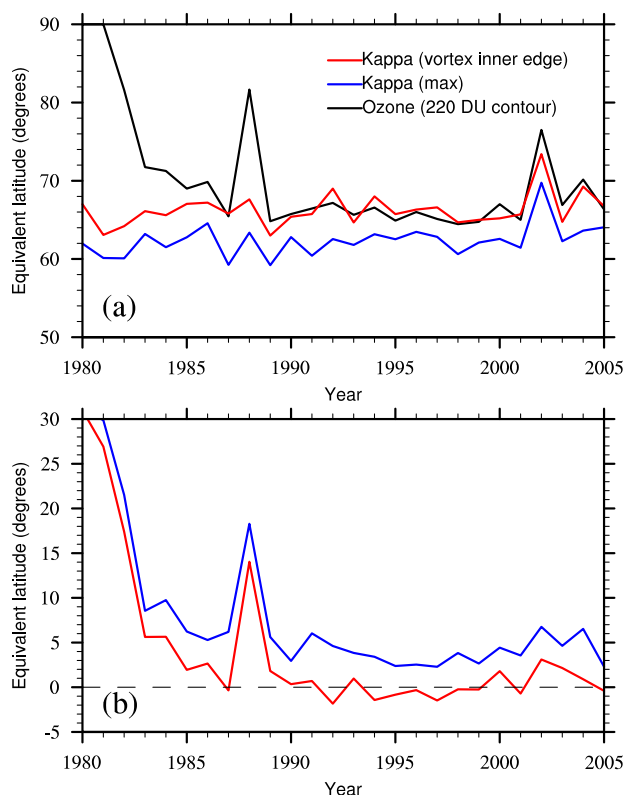 90
80
70
60
50
Equivalent latitude (degrees)
Kappa (vortex inner edge)
Kappa (max)
Ozone (220 DU contour)
(a)
1980 1985 1990 1995 2000 2005
Year
30
25
20
15
10
5
0
-5
Equivalent latitude (degrees)
(b)
1980 1985 1990 1995 2000 2005
Year